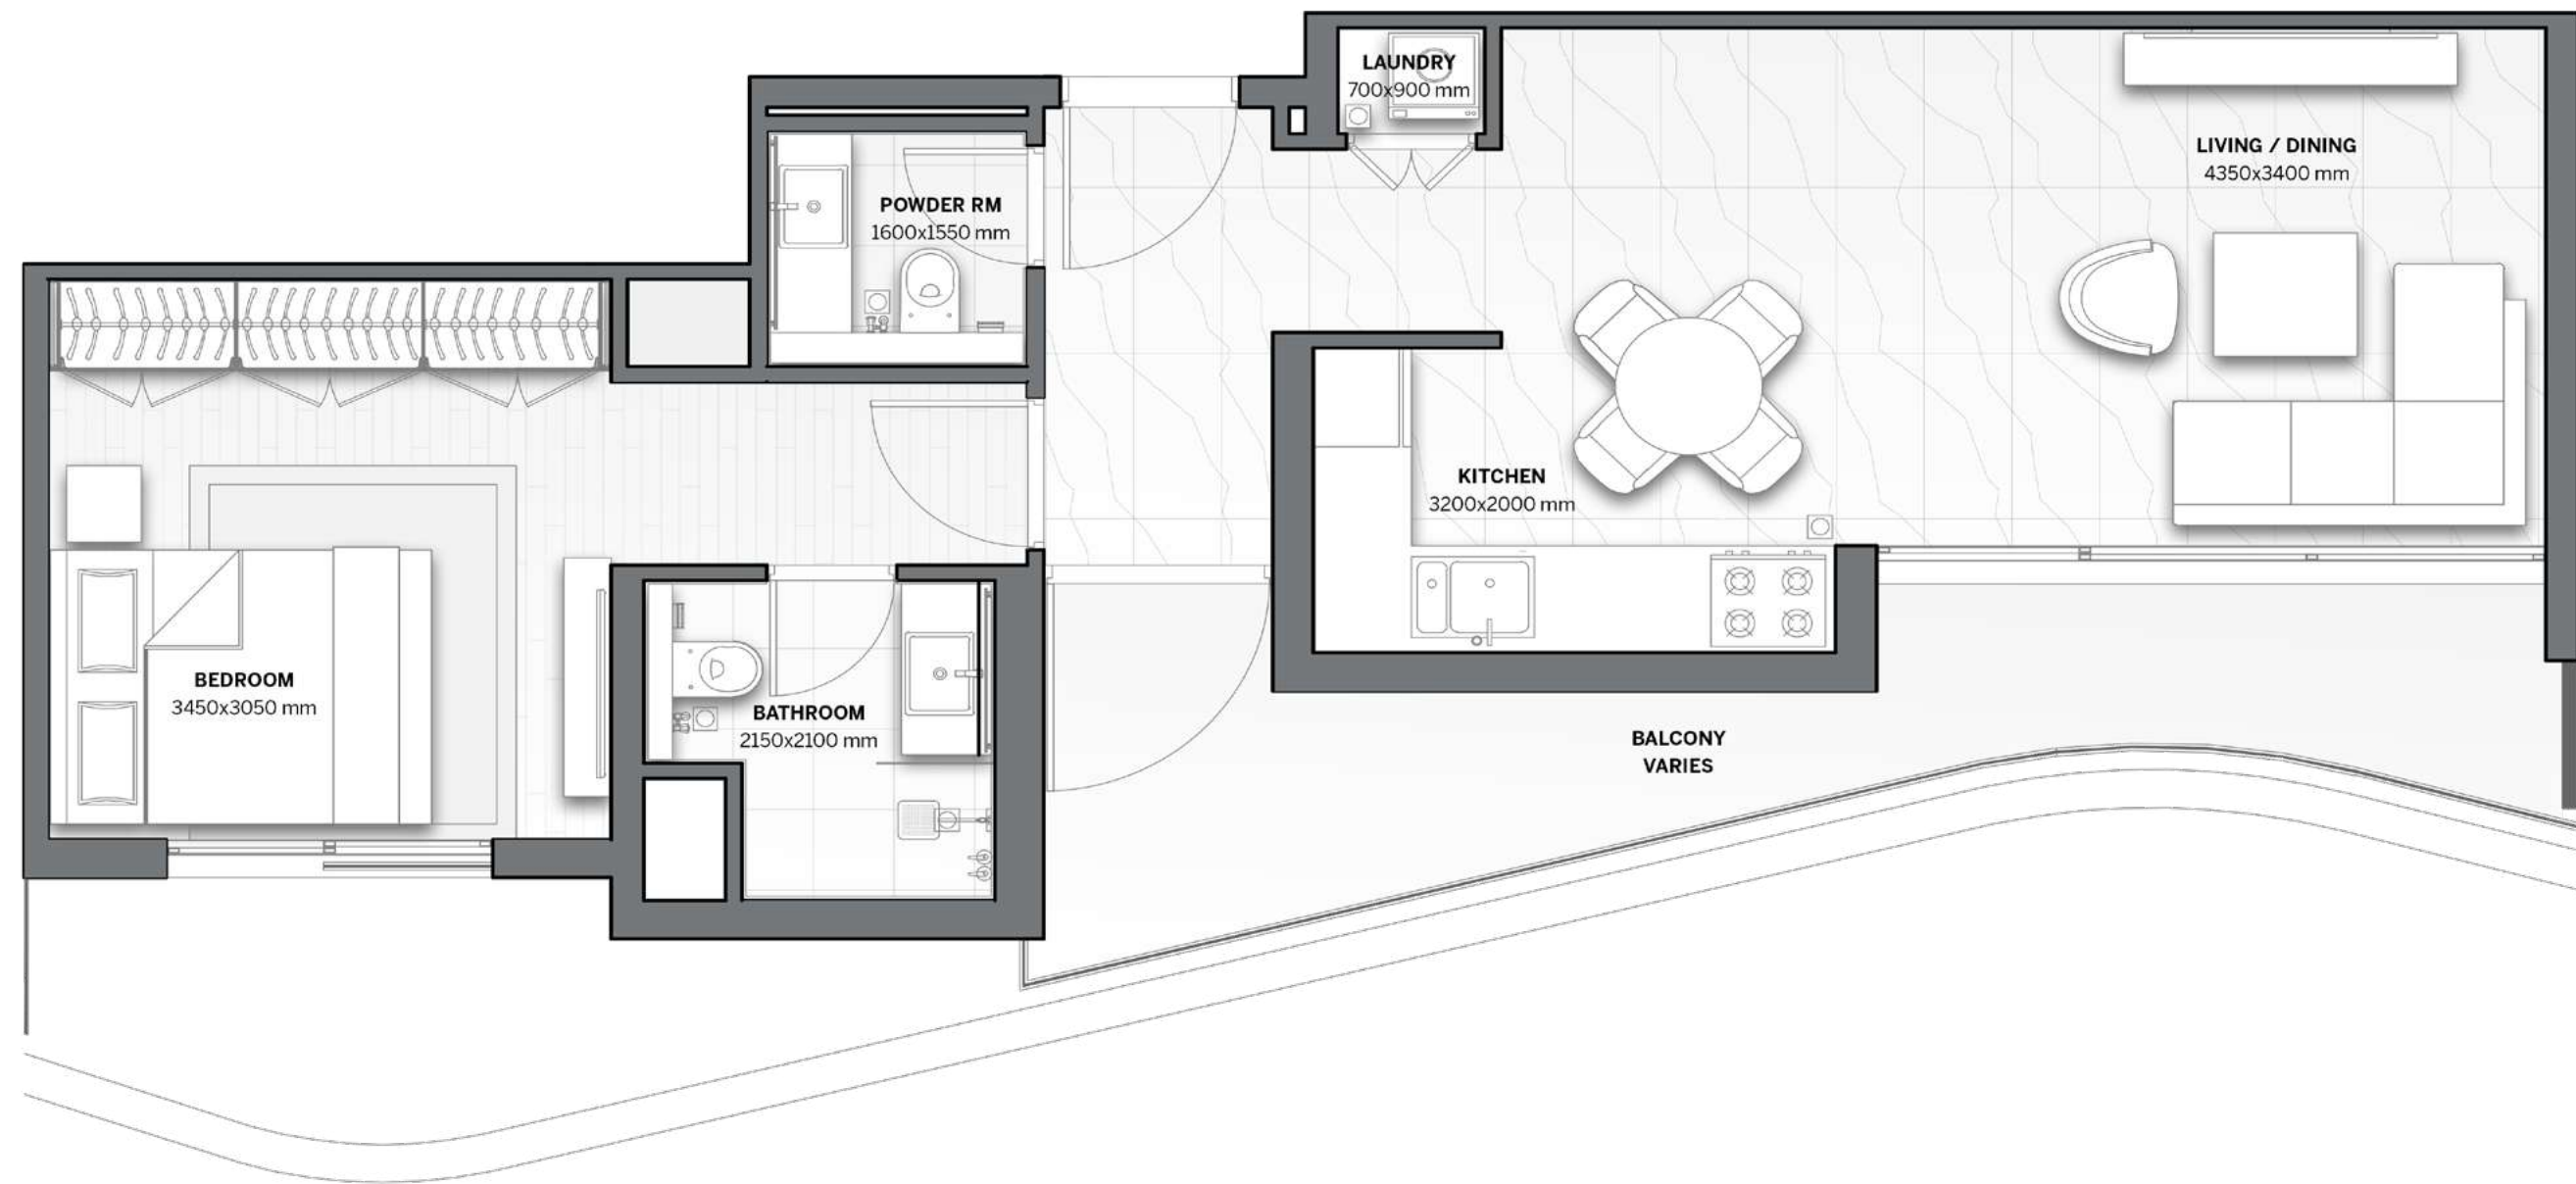 LAUNDRY
700x900 mm
LIVING / DINING
4350x3400 mm
POWDER RM
1600x1550 mm
KITCHEN
3200x2000 mm
BEDROOM
3450x3050 mm
BATHROOM
2150x2100 mm
BALCONY
VARIES